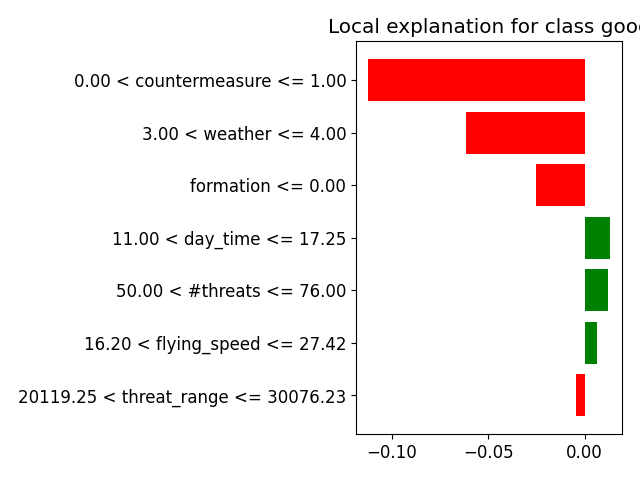 Local explanation for class goo
0.00 < countermeasure <= 1.00
3.00 < weather <= 4.00
formation <= 0.00
11.00 < day_time <= 17.25
50.00 < #threats <= 76.00
16.20 < flying_speed <= 27.42
20119.25 < threat_range <= 30076.23
−0.10 −0.05 0.00